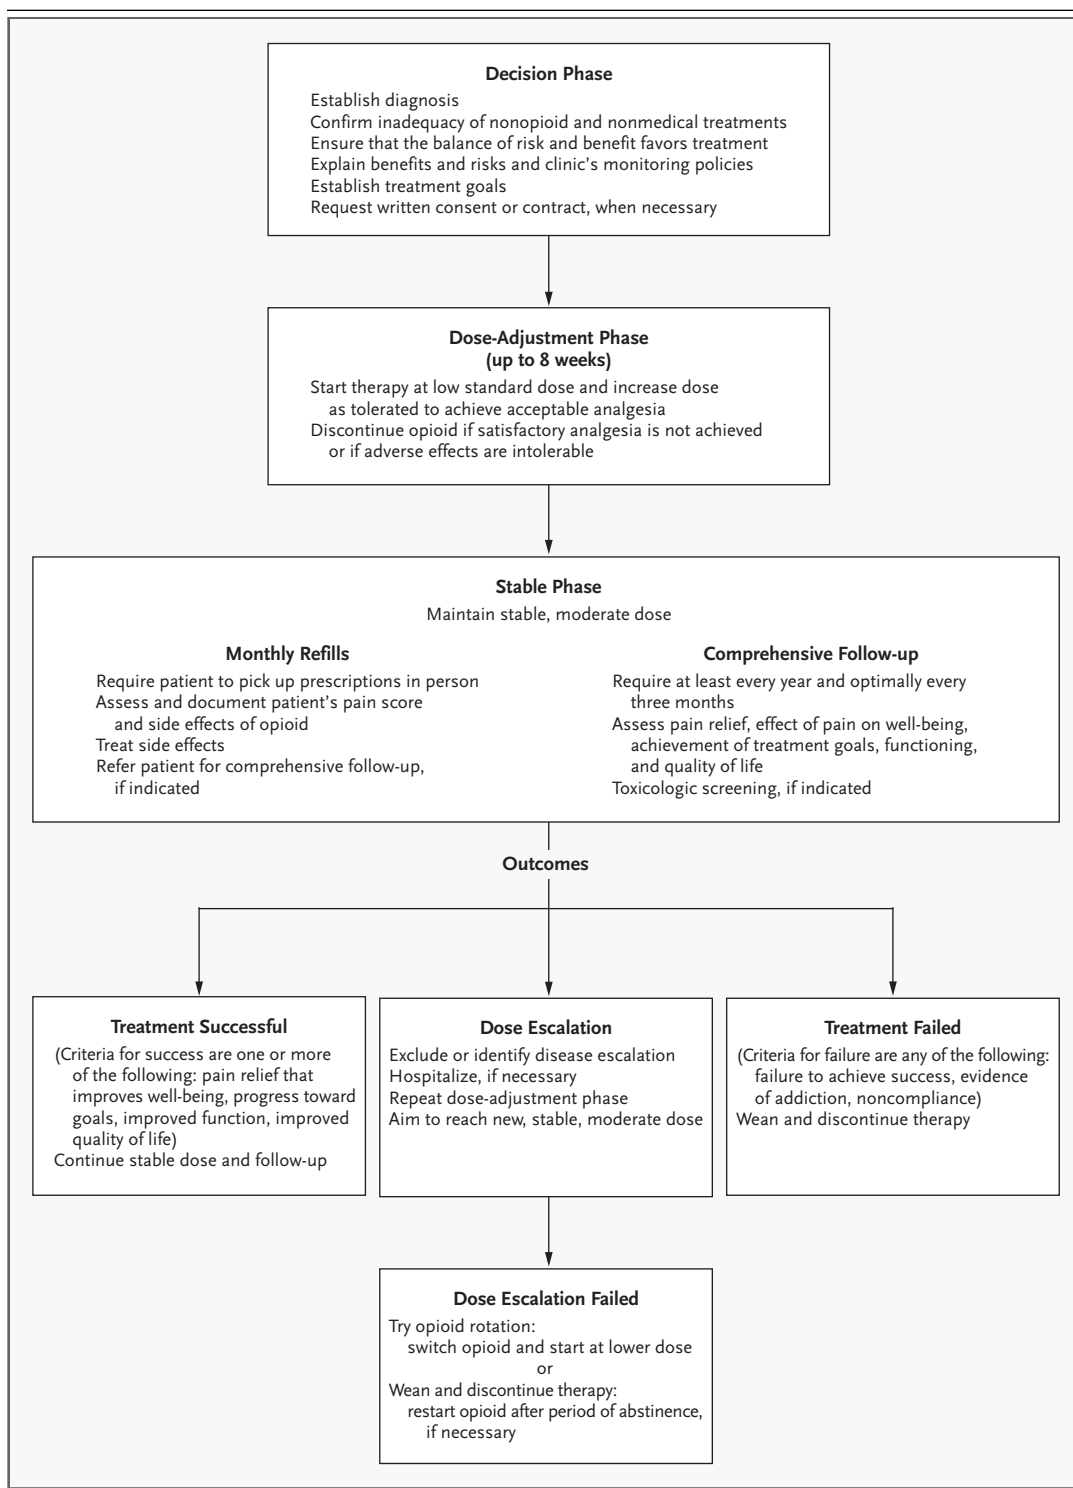 Decision Phase
Establish diagnosis
Confirm inadequacy of nonopioid and nonmedical treatments
Ensure that the balance of risk and benefit favors treatment
Explain benefits and risks and clinic's monitoring policies
Establish treatment goals
Request written consent or contract, when necessary
Dose-Adjustment Phase
(up to 8 weeks)
Start therapy at low standard dose and increase dose
as tolerated to achieve acceptable analgesia
Discontinue opioid if satisfactory analgesia is not achieved
or if adverse effects are intolerable
Stable Phase
Maintain stable, moderate dose
Monthly Refills
Require patient to pick up prescriptions in person
Assess and document patient's pain score
and side effects of opioid
Treat side effects
Refer patient for comprehensive follow-up,
if indicated
Comprehensive Follow-up
Require at least every year and optimally every
three months
Assess pain relief, effect of pain on well-being,
achievement of treatment goals, functioning,
and quality of life
Toxicologic screening, if indicated
Outcomes
Treatment Successful
(Criteria for success are one or more
of the following: pain relief that
improves well-being, progress toward
goals, improved function, improved
quality of life)
Continue stable dose and follow-up
Dose Escalation
Exclude or identify disease escalation
Hospitalize, if necessary
Repeat dose-adjustment phase
Aim to reach new, stable, moderate dose
Treatment Failed
(Criteria for failure are any of the following:
failure to achieve success, evidence
of addiction, noncompliance)
Wean and discontinue therapy
Dose Escalation Failed
Try opioid rotation:
switch opioid and start at lower dose
or
Wean and discontinue therapy:
restart opioid after period of abstinence,
if necessary